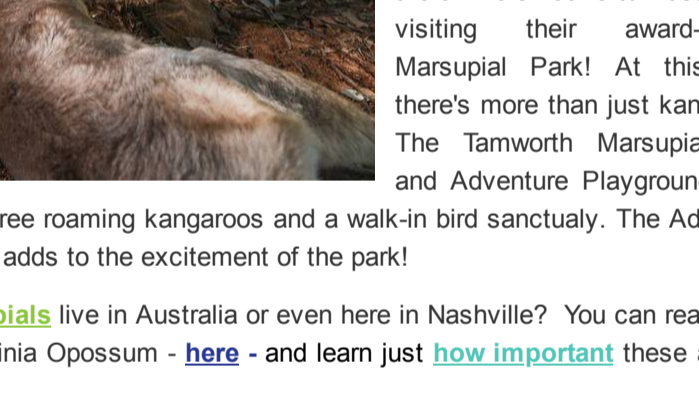 visiting their award-
Marsupial Park! At this
there's more than just kan
The Tamworth Marsupia
and Adventure Playgroun
ree roaming kangaroos and a walk-in bird sanctualy. The Ad
adds to the excitement of the park!
pials live in Australia or even here in Nashville? You can rea
inia Opossum - here - and learn just how important these a